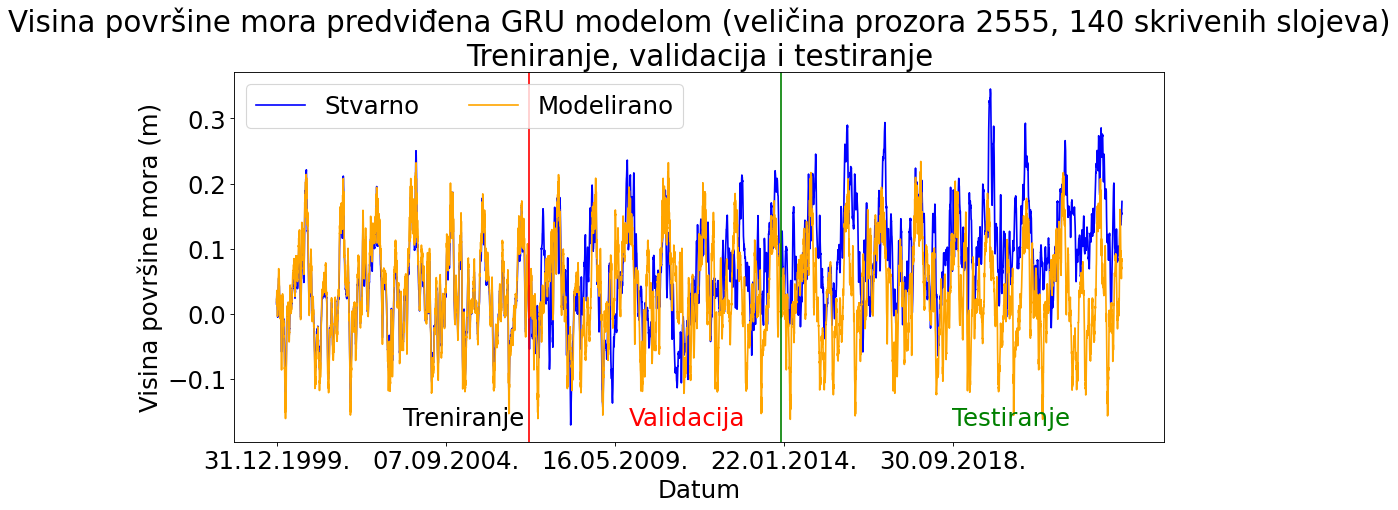 Visina površine mora predviđena GRU modelom (veličina prozora 2555, 140 skrivenih slojeva)
Treniranje, validacija i testiranje
Stvarno
Modelirano
Visina površine mora (m)
0.3
0.2
0.1
0.0
−0.1
Treniranje
Validacija
Testiranje
31.12.1999.
07.09.2004.
16.05.2009.
22.01.2014.
30.09.2018.
Datum